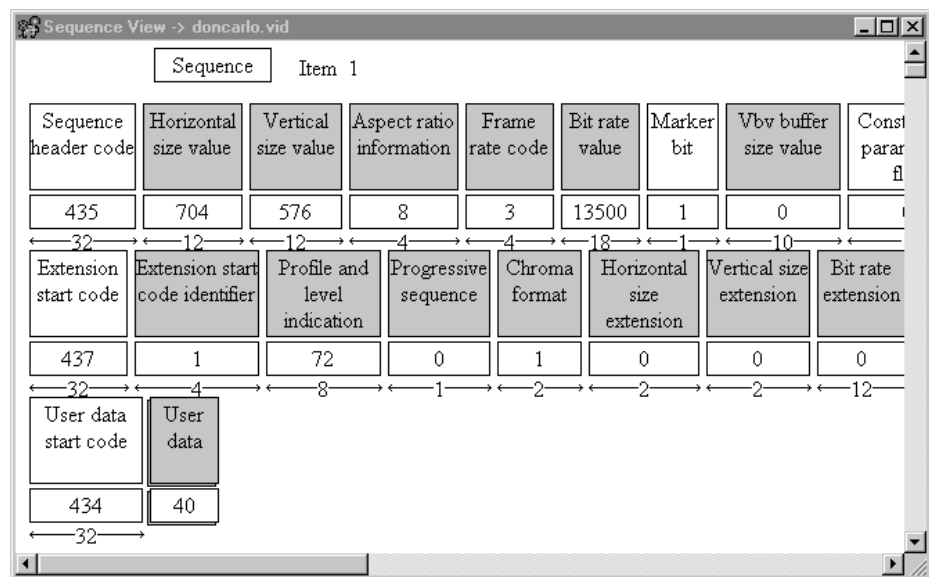 Sequence View -> doncarlo.vid
Sequence Item 1
Sequence header code Horizontal size value Vertical size value Aspect ratio information Frame rate code Bit rate value Marker bit Vbv buffer size value
435 704 576 8 3 13500 1 0
32 12 12 4 4 18 1 10
Extension start code Extension start code identifier Profile and level indication Progressive sequence Chroma format Horizontal size extension Vertical size extension Bit rate extension
437 1 72 0 1 0 0 0
32 4 8 1 2 2 2 12
User data start code User data
434 40
32